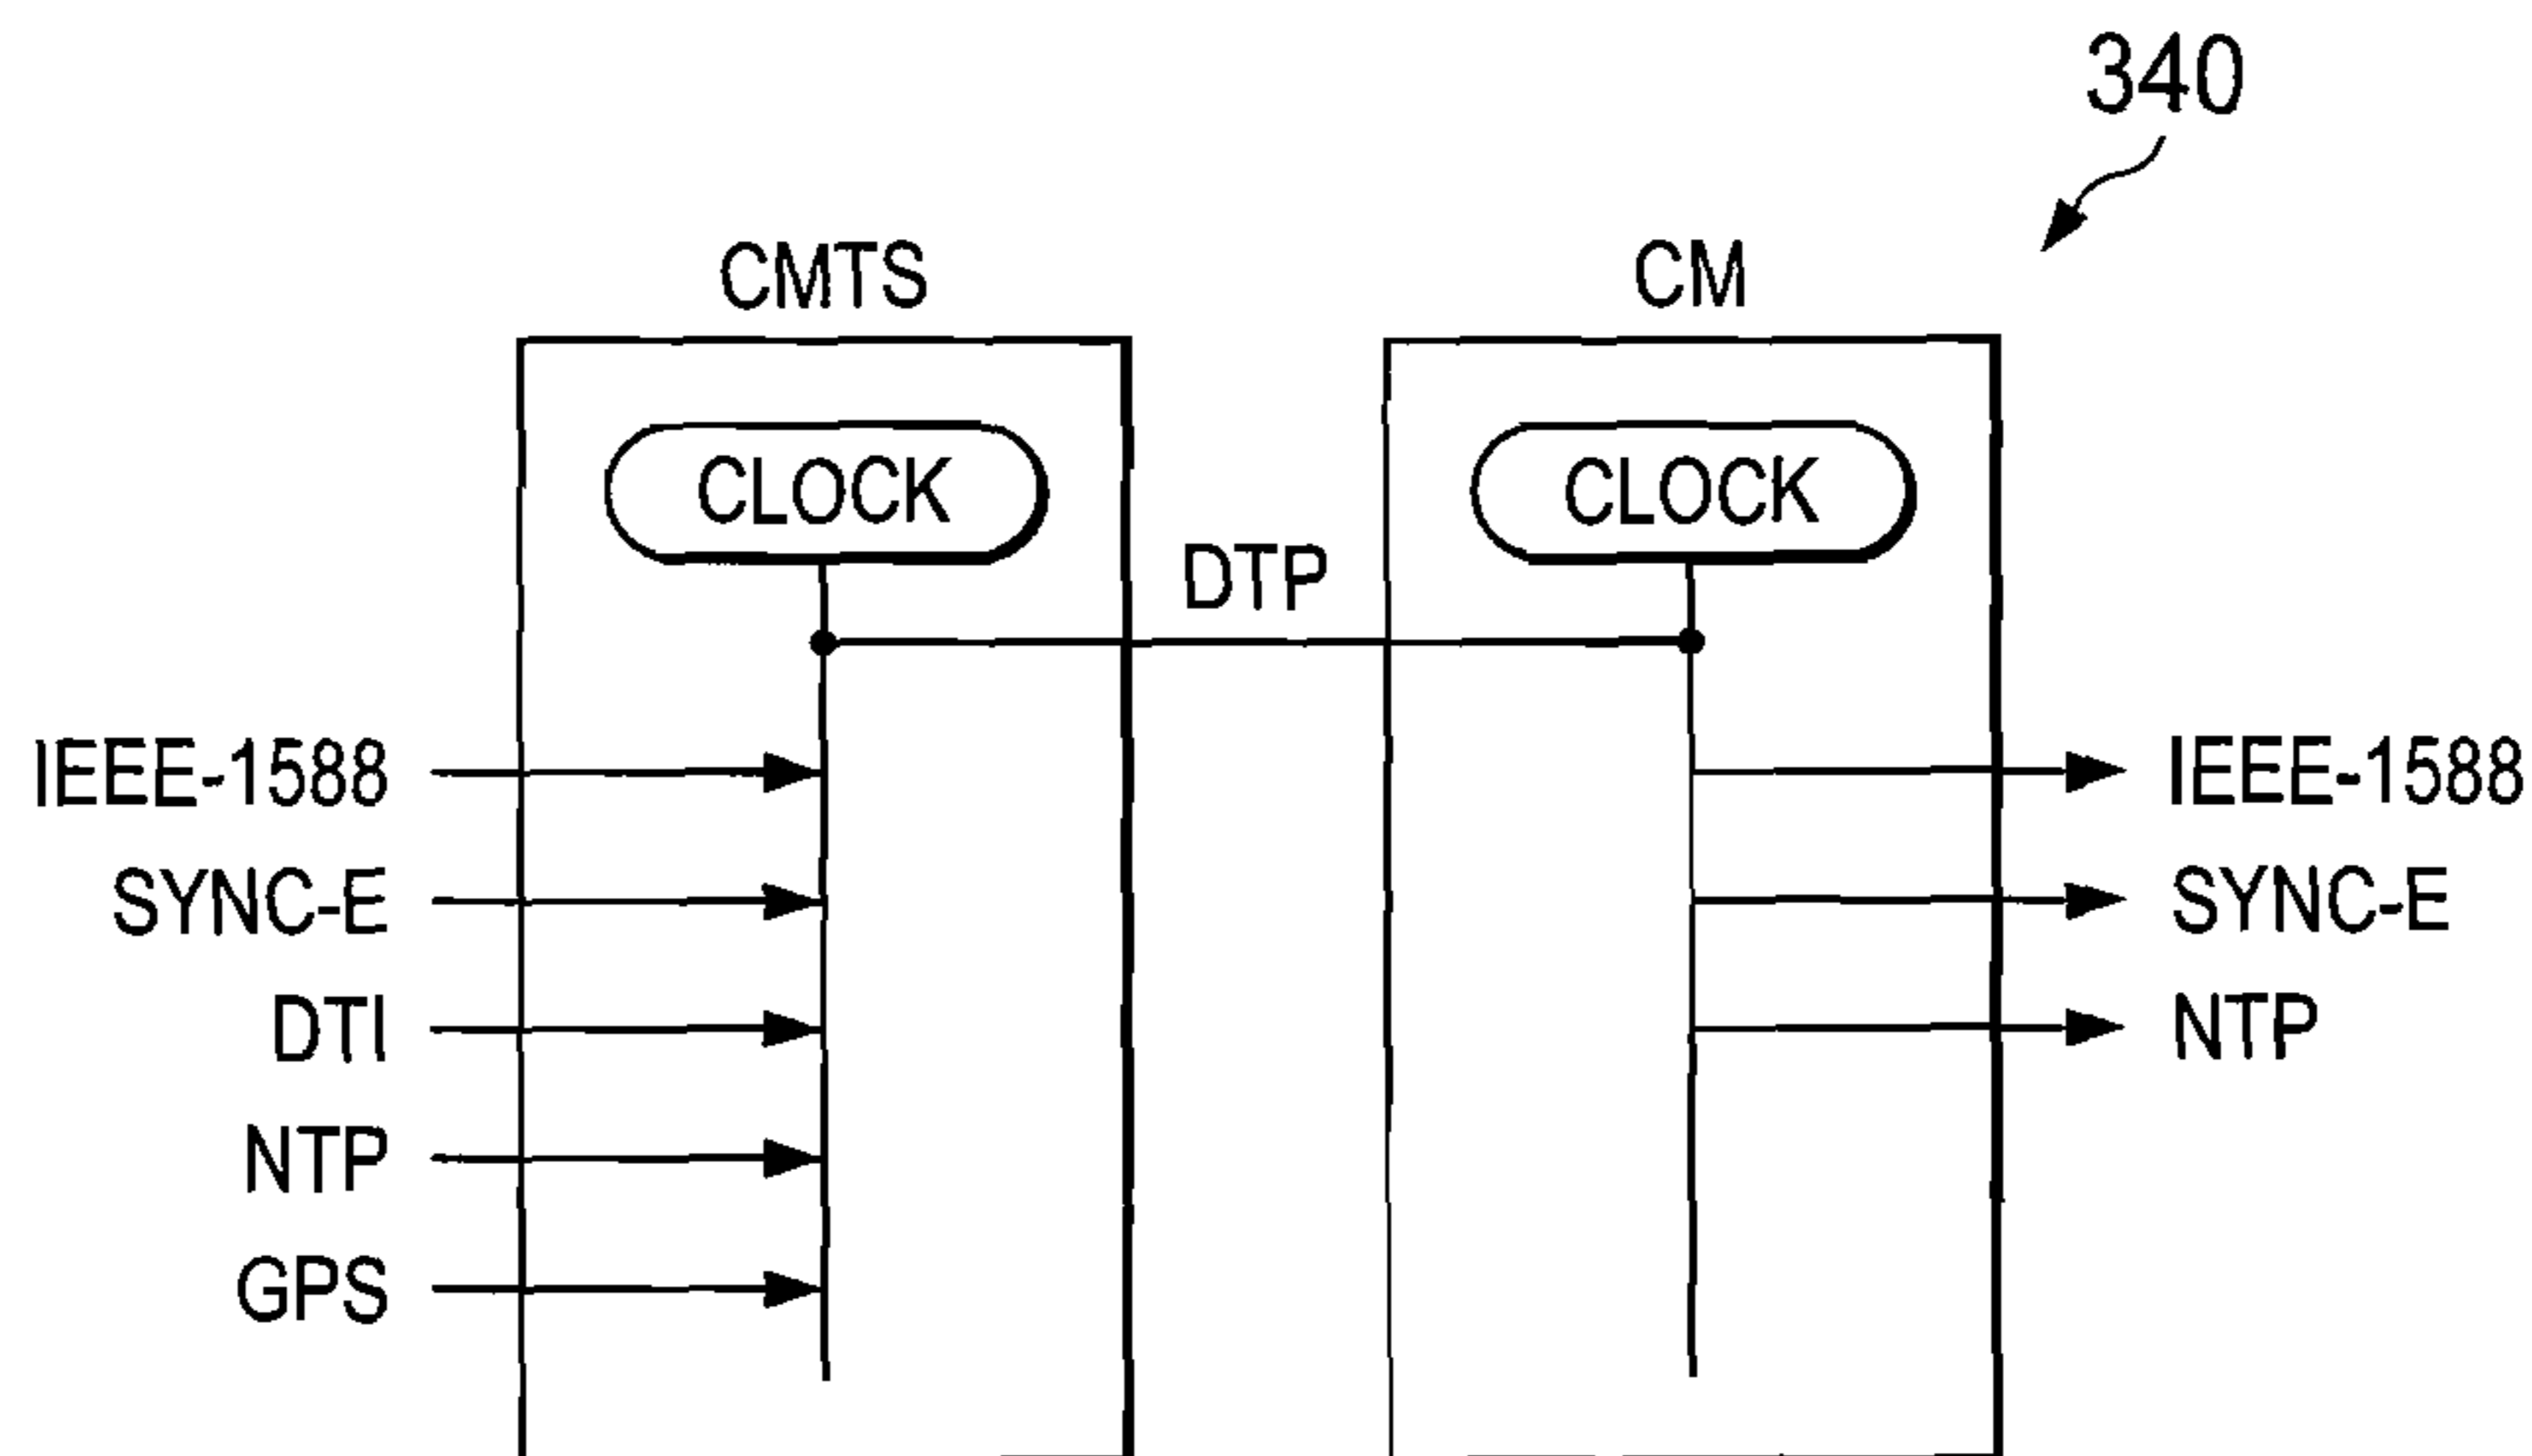 340
CMTS
CM
CLOCK
CLOCK
DTP
IEEE-1588
IEEE-1588
SYNC-E
SYNC-E
DTI
NTP
NTP
GPS